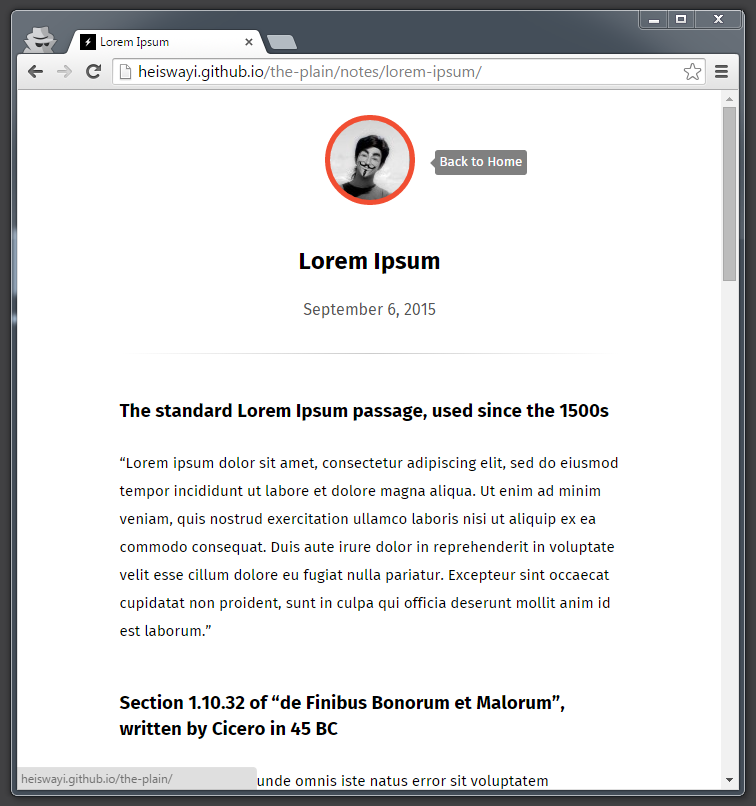 Lorem Ipsum
heiswayi.github.io/the-plain/notes/lorem-ipsum/
Back to Home
Lorem Ipsum
September 6, 2015
The standard Lorem Ipsum passage, used since the 1500s
“Lorem ipsum dolor sit amet, consectetur adipiscing elit, sed do eiusmod
tempor incididunt ut labore et dolore magna aliqua. Ut enim ad minim
veniam, quis nostrud exercitation ullamco laboris nisi ut aliquip ex ea
commodo consequat. Duis aute irure dolor in reprehenderit in voluptate
velit esse cillum dolore eu fugiat nulla pariatur. Excepteur sint occaecat
cupidatat non proident, sunt in culpa qui officia deserunt mollit anim id
est laborum.”
Section 1.10.32 of “de Finibus Bonorum et Malorum”,
written by Cicero in 45 BC
heiswayi.github.io/the-plain/
unde omnis iste natus error sit voluptatem